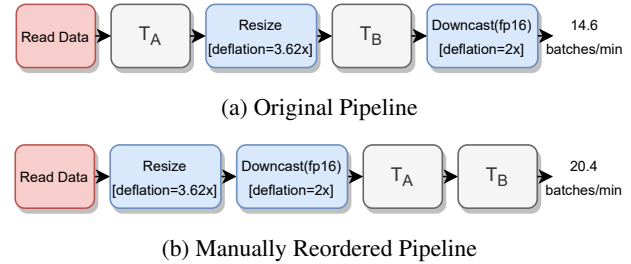 Read Data
T_A
Resize
[deflation=3.62x]
T_B
Downcast(fp16)
[deflation=2x]
14.6
batches/min
(a) Original Pipeline
Read Data
Resize
[deflation=3.62x]
Downcast(fp16)
[deflation=2x]
T_A
T_B
20.4
batches/min
(b) Manually Reordered Pipeline